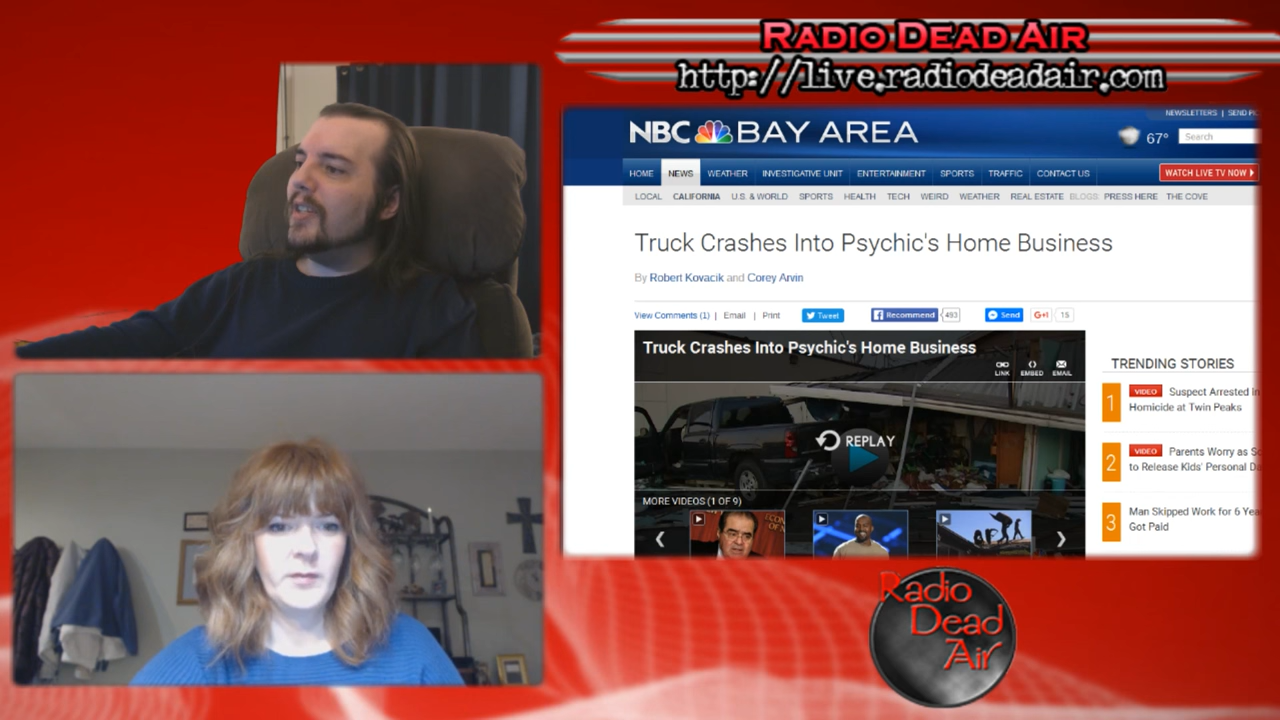 RADIO DEAD AIR
http://live.radiodeadair.com
NEWSLETTERS | SEND
NBC BAY AREA
67°
Search
HOME NEWS WEATHER INVESTIGATIVE UNIT ENTERTAINMENT SPORTS TRAFFIC CONTACT US WATCH LIVE TV NOW
LOCAL CALIFORNIA U.S. & WORLD SPORTS HEALTH TECH WEIRD WEATHER REAL ESTATE BLOGS PRESS HERE THE COVE
Truck Crashes Into Psychic's Home Business
By Robert Kovacik and Corey Arvin
View Comments (1) | Email | Print Tweet Recommend 493 Send G+1 15
Truck Crashes Into Psychic's Home Business
LINK EMBED EMAIL
REPLAY
MORE VIDEOS (1 OF 9)
TRENDING STORIES
1 VIDEO Suspect Arrested in
Homicide at Twin Peaks
2 VIDEO Parents Worry as
to Release Kids' Personal
3 Man Skipped Work for 6
Got Paid
Radio
Dead
Air